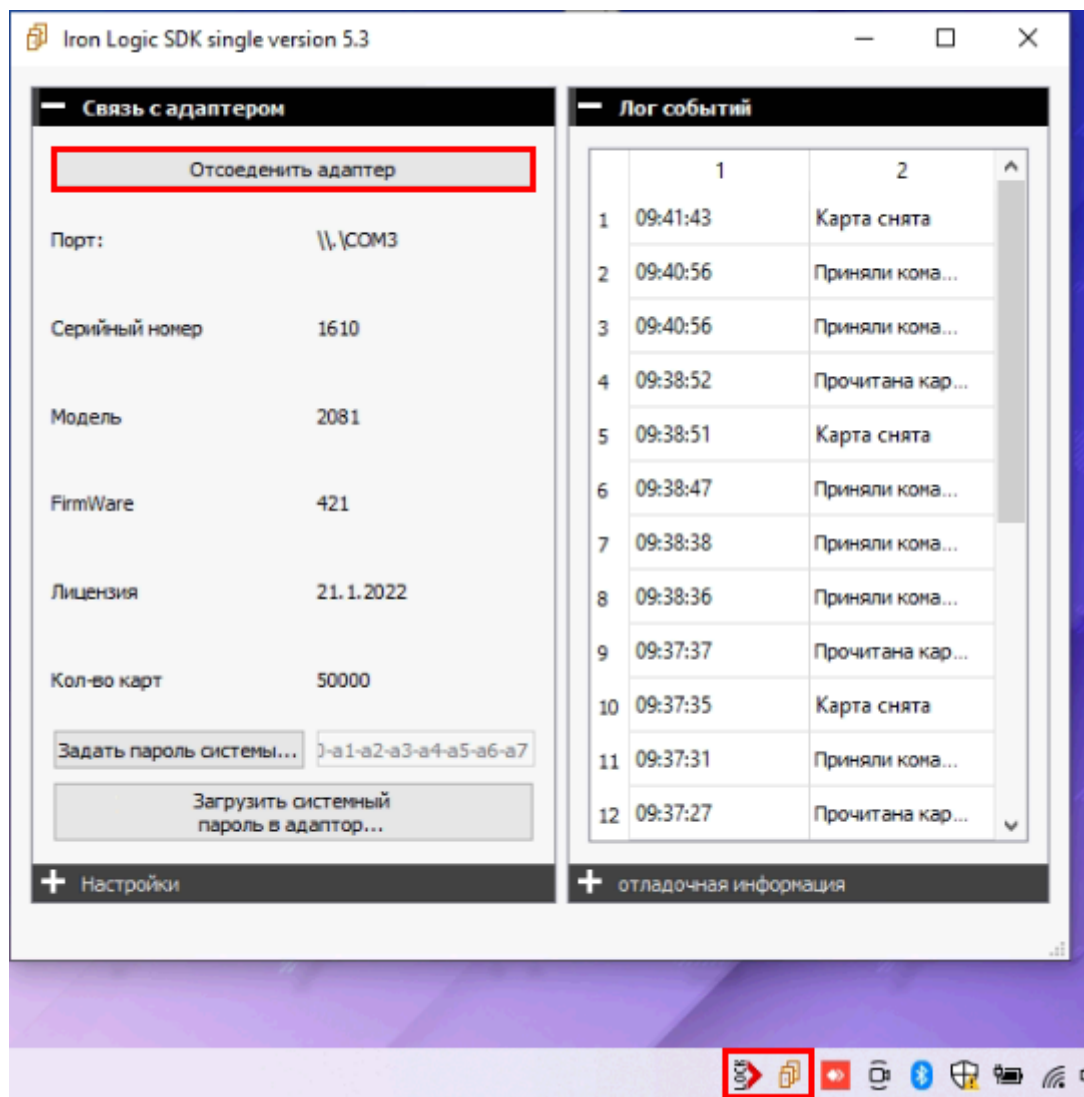 Iron Logic SDK single version 5.3
Связь с адаптером
Отсоеденить адаптер
Порт: \\.\COM3
Серийный номер 1610
Модель 2081
FirmWare 421
Лицензия 21.1.2022
Кол-во карт 50000
Задать пароль системы... )-a1-a2-a3-a4-a5-a6-a7
Загрузить системный
пароль в адаптор...
Настройки
Лог событий
1 2
1 09:41:43 Карта снята
2 09:40:56 Приняли кома...
3 09:40:56 Приняли кома...
4 09:38:52 Прочитана кар...
5 09:38:51 Карта снята
6 09:38:47 Приняли кома...
7 09:38:38 Приняли кома...
8 09:38:36 Приняли кома...
9 09:37:37 Прочитана кар...
10 09:37:35 Карта снята
11 09:37:31 Приняли кома...
12 09:37:27 Прочитана кар...
отладочная информация
LOCK